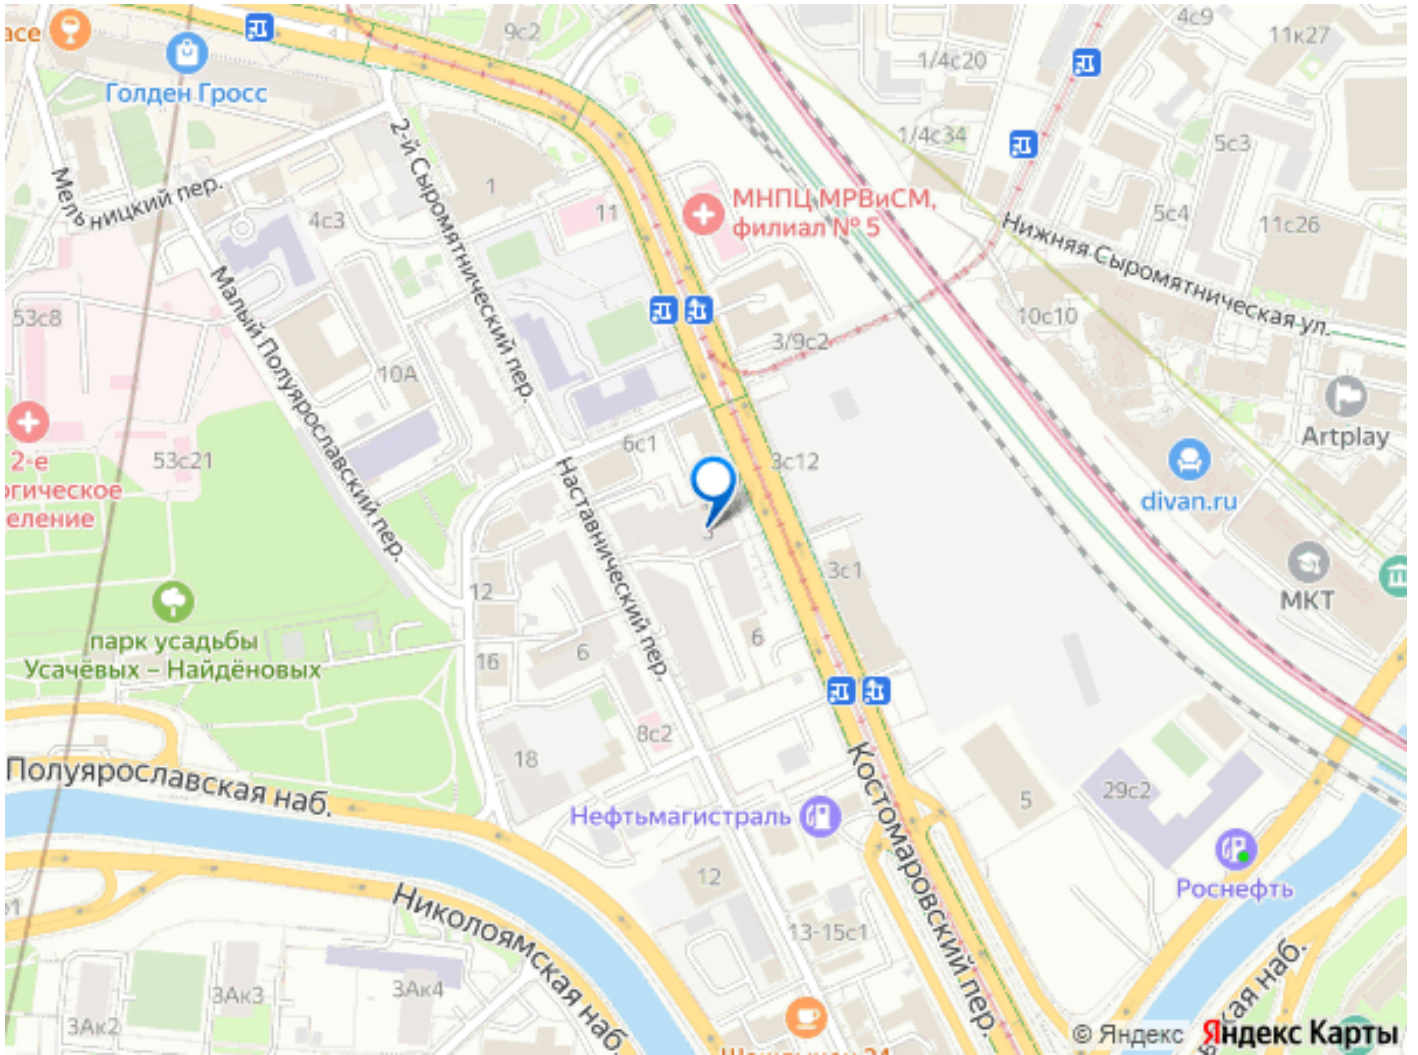 9с2
4с9
11к27
1/4с20
Голден Гросс
5с3
1/4с34
2-й Сыромятнический пер.
Мельницкий пер.
1
МНПЦ МРВиСМ,
филиал № 5
4с3
11
5с4
11с26
Нижняя Сыромятническая ул.
Малый Полуярославский пер.
53с8
10с10
3/9с2
10А
Artplay
6с1
53с21
3с12
2-е
Наставнический пер.
divan.ru
3
3с1
МКТ
12
парк усадьбы
Усачёвых – Найдёновых
6
6
16
8с2
18
Полуярославская наб.
Костомаровский пер.
29с2
5
Нефтьмагистраль
Роснефть
12
Николоямская наб.
13-15с1
3Ак3
3Ак4
3Ак2
© Яндекс Яндекс Карты